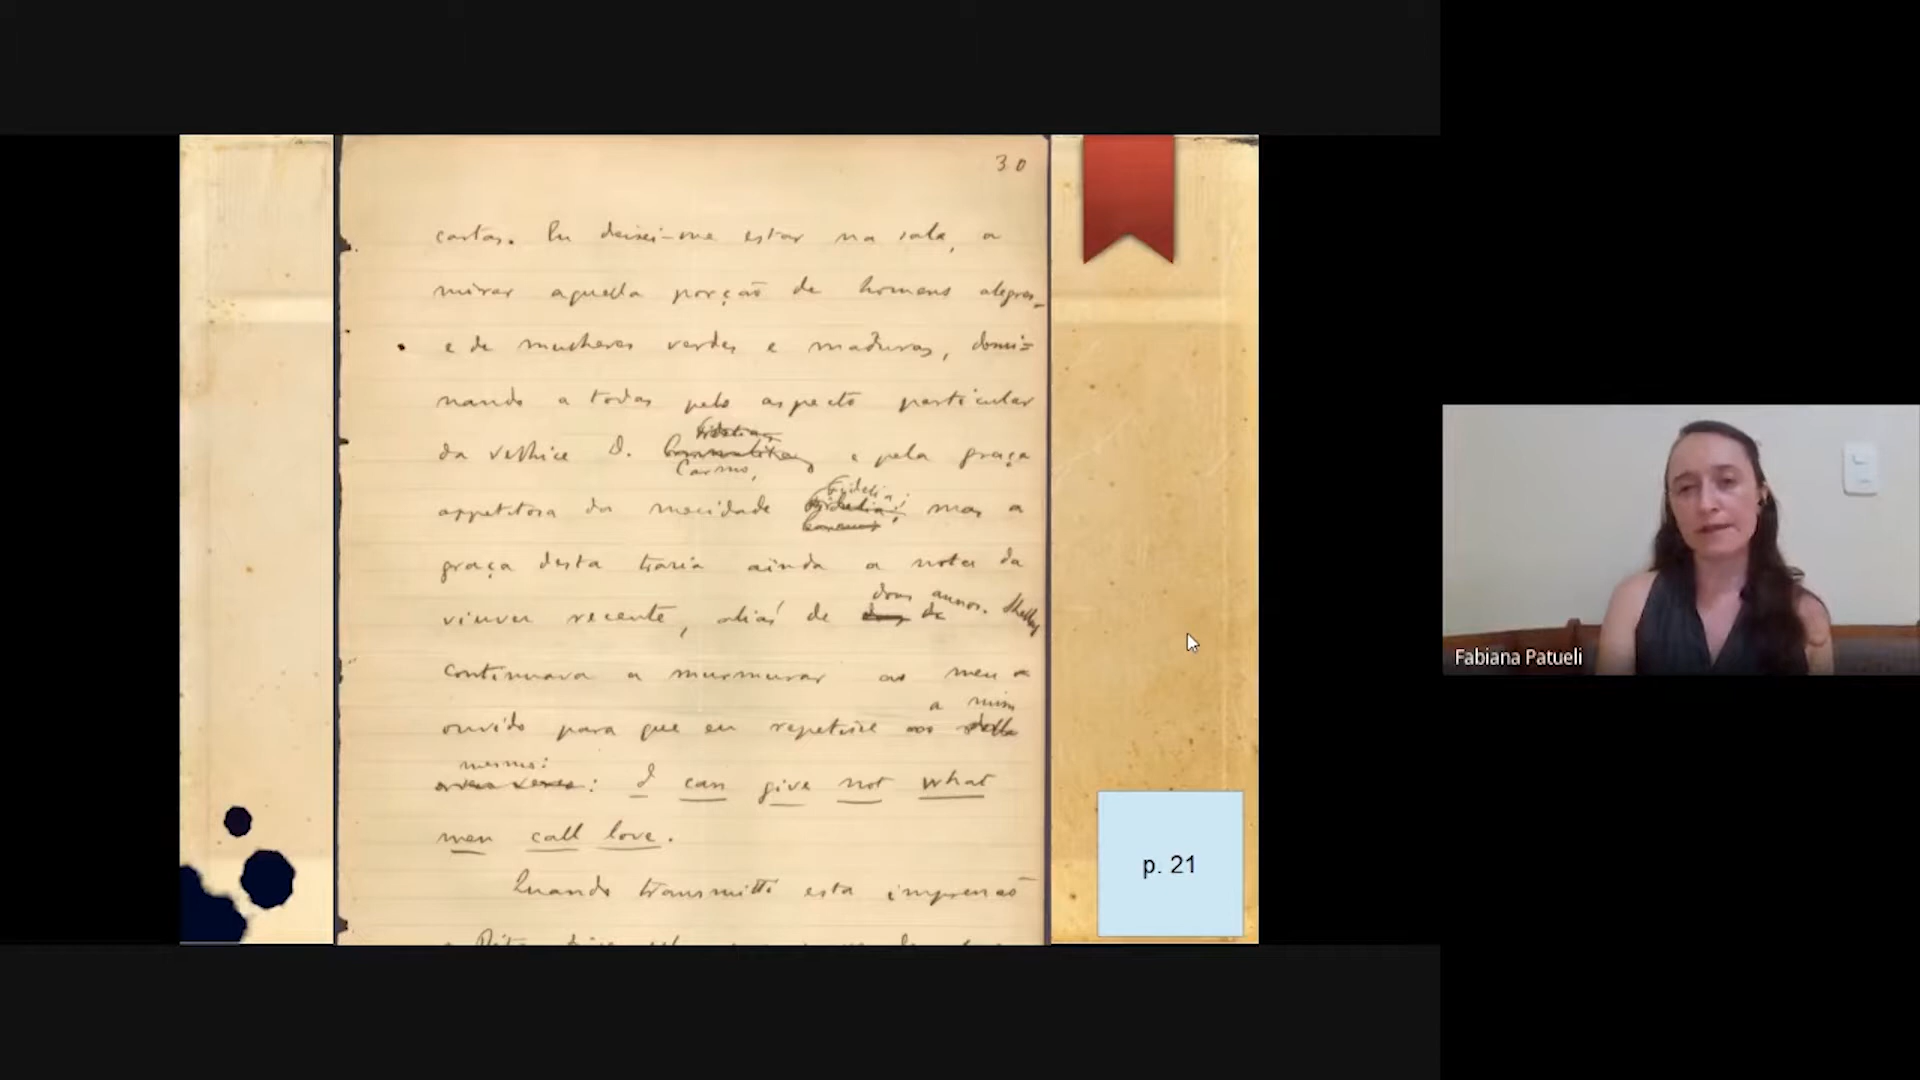 30
cartas. Eu deixei-me estar na sala, a
mirar aquella porção de homens alegres
e de mulheres verdes e maduras, domi=
nando a todas pelo aspecto particular
da velhice D.
Carmo, e pela graça
Fidelia;
appetitosa da mocidade Fidelia; mas a
graça desta trazia ainda a nota da
dous annos. Shelley
viuvez recente, aliás de de
continuava a murmurar ao meu
a mim
ouvido para que eu repetisse
mesmo:
: I can give not what
men call love.
Quando transmitti esta impressão
p. 21
Fabiana Patueli